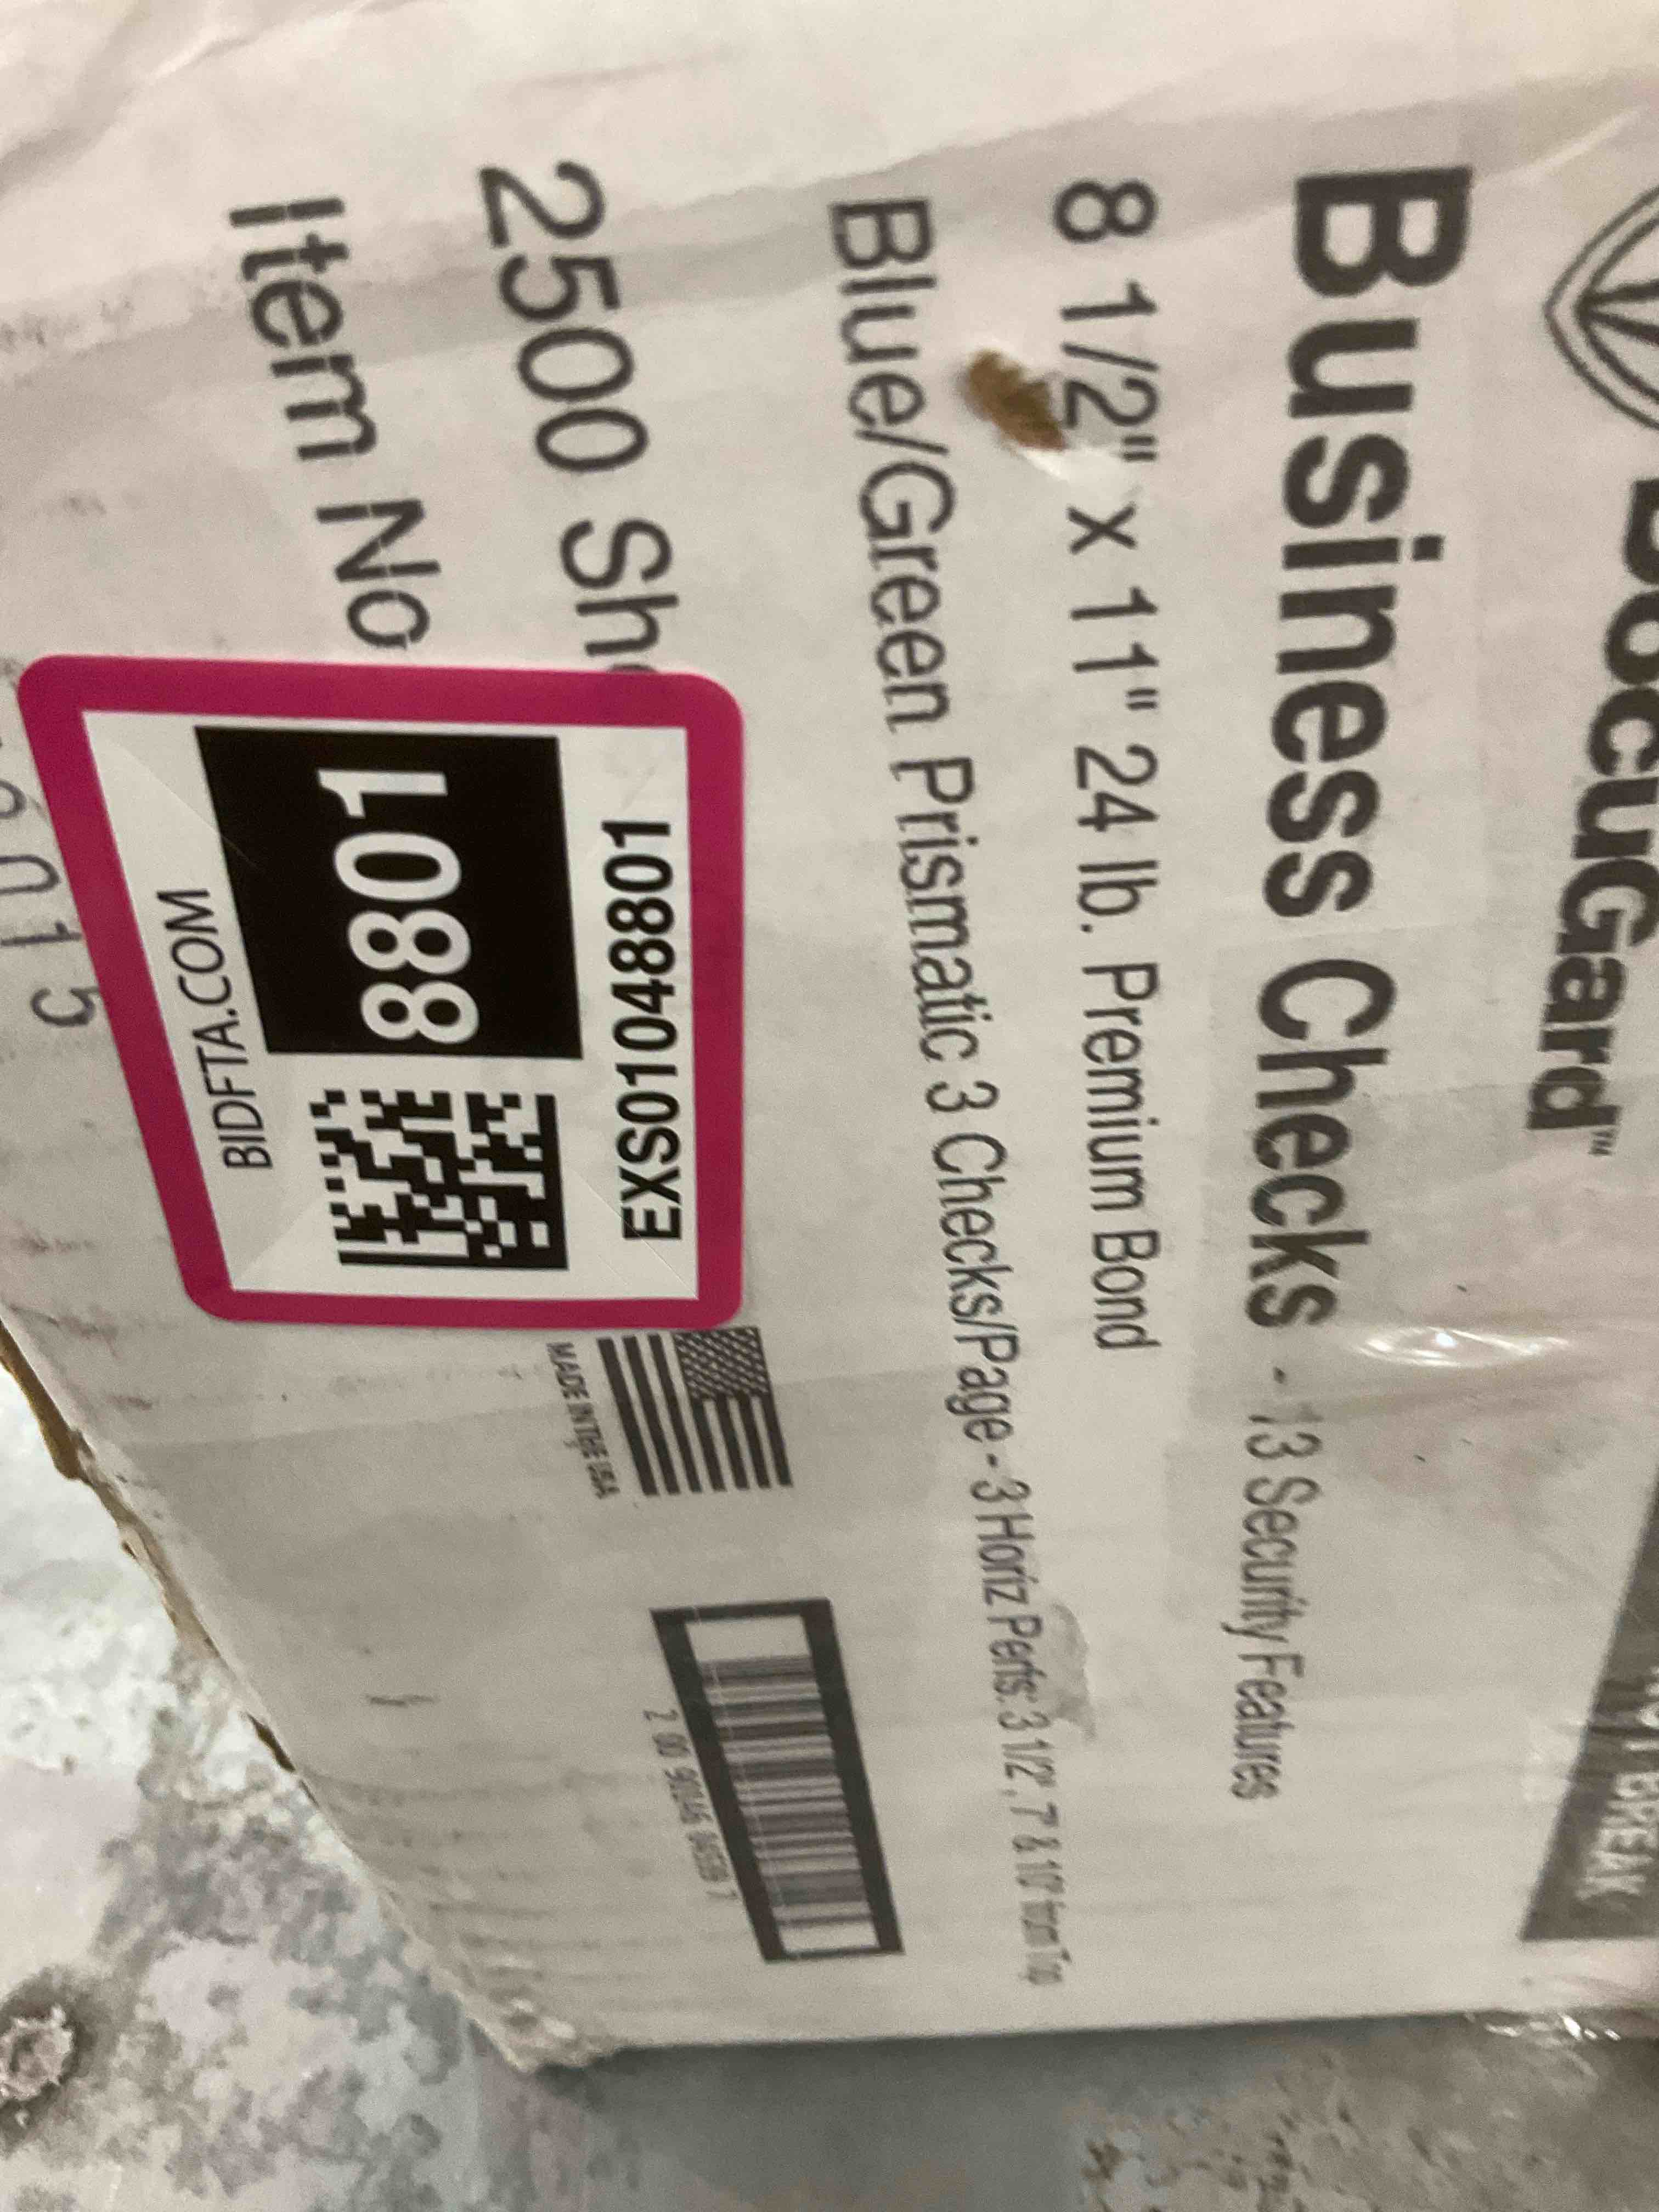 DocuGard™
Business Checks - 13 Security Features
8 1/2" x 11" 24 lb. Premium Bond
Blue/Green Prismatic 3 Checks/Page - 3 Horiz Perfs: 3 1/2", 7" & 10" from Top
2500 Sh
Item No
BIDFTA.COM
8801
EXS01048801
MADE IN THE USA
BREAK